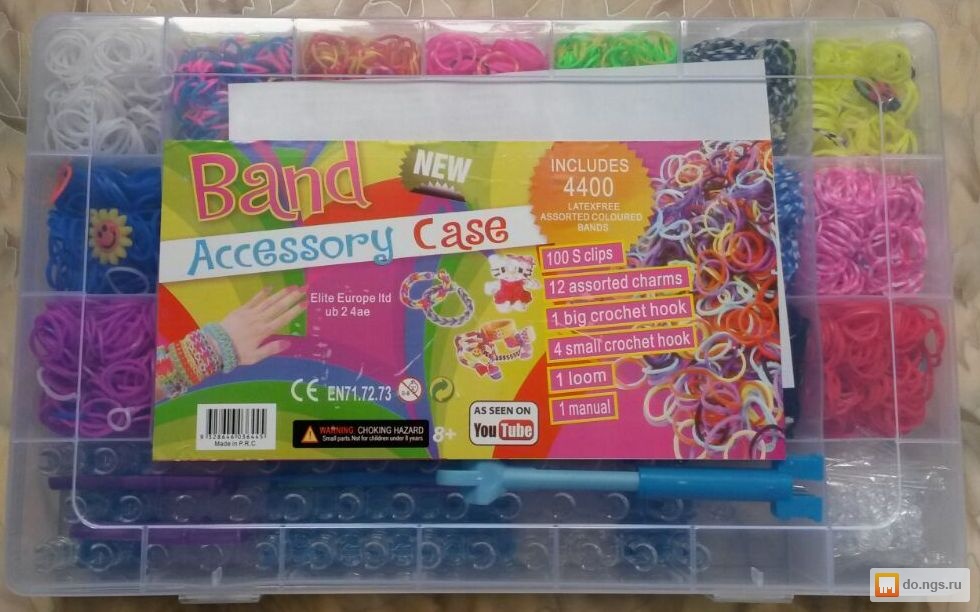 Band
NEW
Accessory Case
INCLUDES
4400
LATEXFREE
ASSORTED COLOURED
BANDS
100 S clips
12 assorted charms
1 big crochet hook
4 small crochet hook
1 loom
1 manual
Elite Europe ltd
ub 2 4ae
CE EN71.72.73
0-3
WARNING: CHOKING HAZARD
Small parts. Not for children under 8 years
8+
AS SEEN ON
YouTube
Made in P.R.C
do.ngs.ru